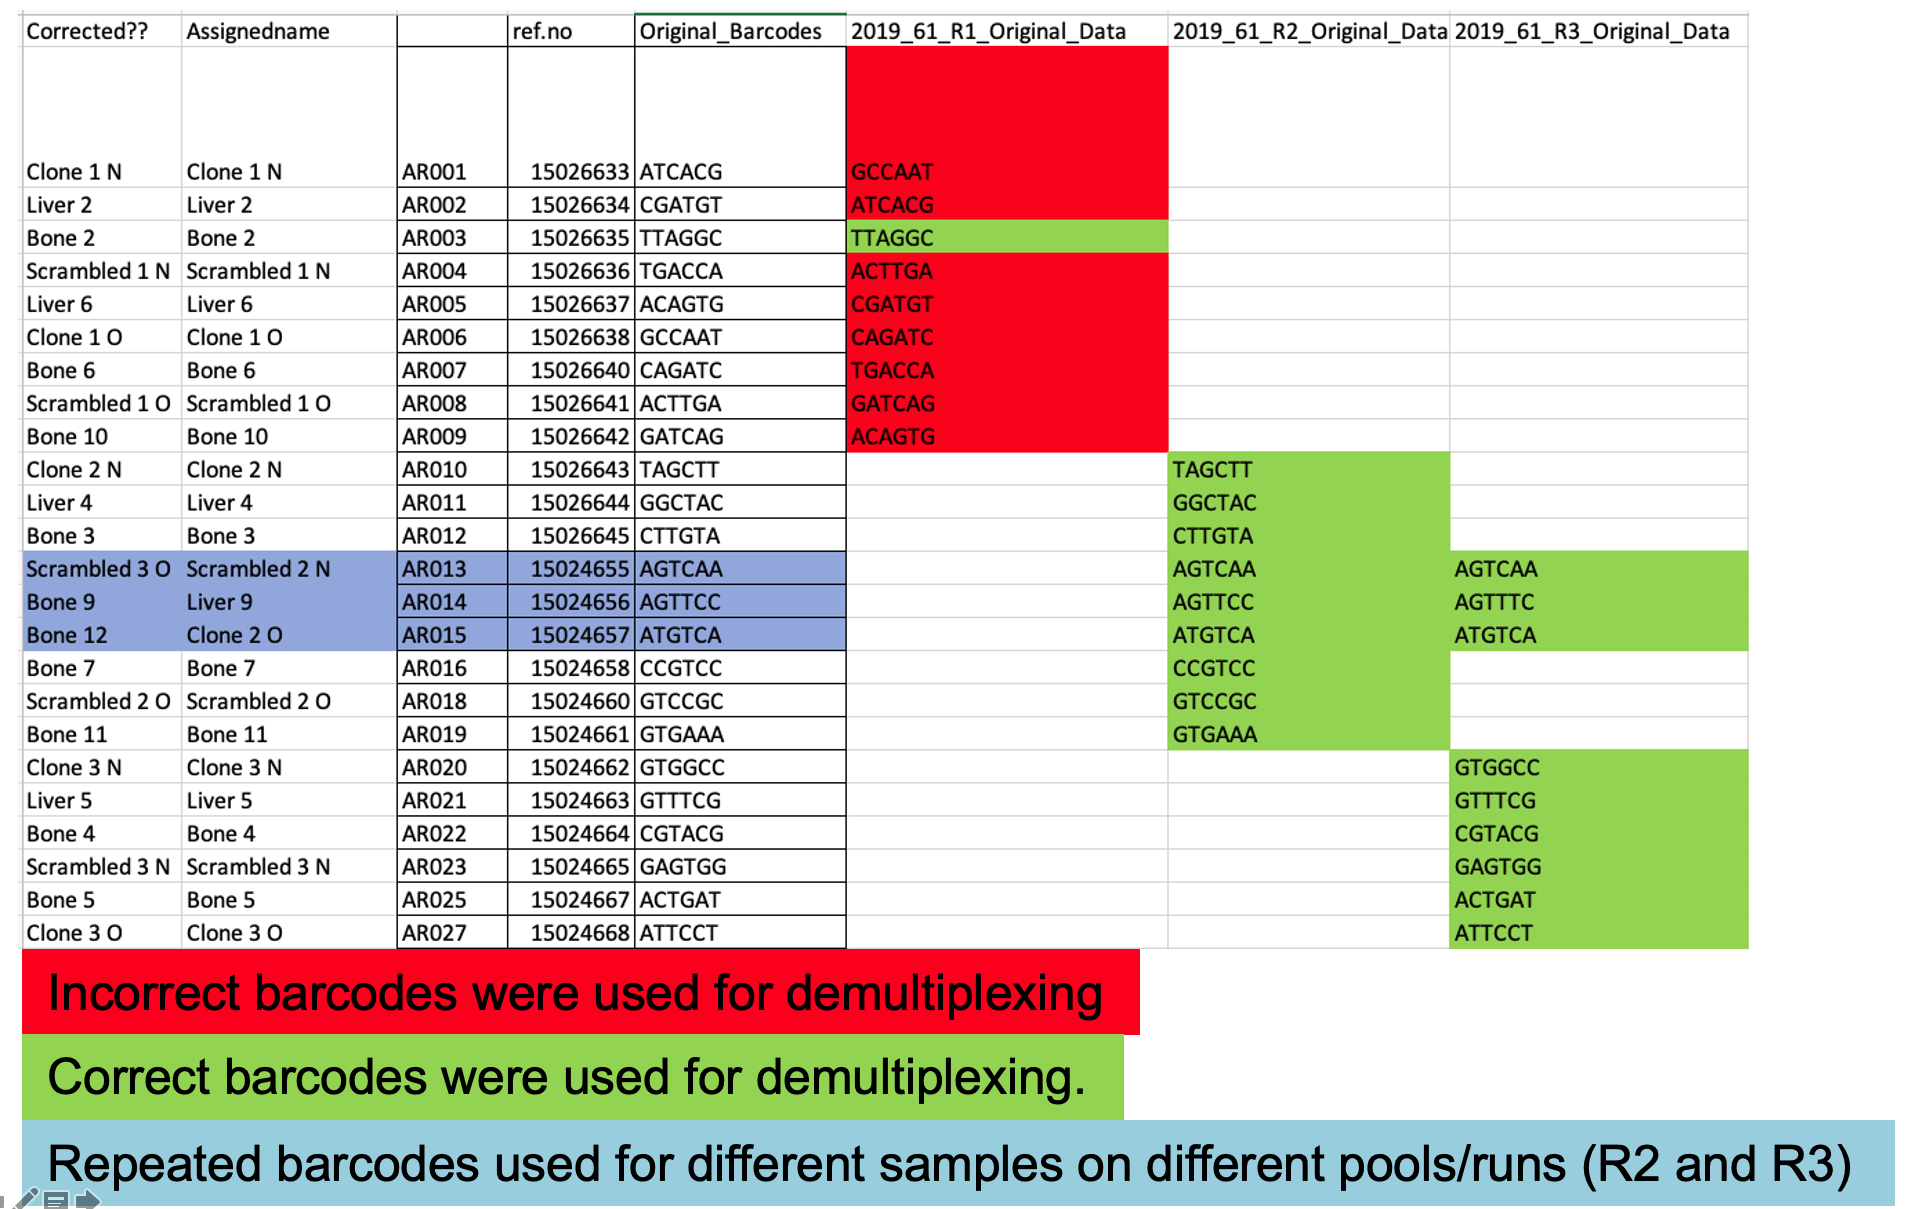 Corrected?? Assignedname ref.no Original_Barcodes 2019_61_R1_Original_Data 2019_61_R2_Original_Data 2019_61_R3_Original_Data
Clone 1 N Clone 1 N AR001 15026633 ATCACG GCCAAT
Liver 2 Liver 2 AR002 15026634 CGATGT ATCACG
Bone 2 Bone 2 AR003 15026635 TTAGGC TTAGGC
Scrambled 1 N Scrambled 1 N AR004 15026636 TGACCA ACTTGA
Liver 6 Liver 6 AR005 15026637 ACAGTG CGATGT
Clone 1 O Clone 1 O AR006 15026638 GCCAAT CAGATC
Bone 6 Bone 6 AR007 15026640 CAGATC TGACCA
Scrambled 1 O Scrambled 1 O AR008 15026641 ACTTGA GATCAG
Bone 10 Bone 10 AR009 15026642 GATCAG ACAGTG
Clone 2 N Clone 2 N AR010 15026643 TAGCTT TAGCTT
Liver 4 Liver 4 AR011 15026644 GGCTAC GGCTAC
Bone 3 Bone 3 AR012 15026645 CTTGTA CTTGTA
Scrambled 3 O Scrambled 2 N AR013 15024655 AGTCAA AGTCAA AGTCAA
Bone 9 Liver 9 AR014 15024656 AGTTCC AGTTCC AGTTTC
Bone 12 Clone 2 O AR015 15024657 ATGTCA ATGTCA ATGTCA
Bone 7 Bone 7 AR016 15024658 CCGTCC CCGTCC
Scrambled 2 O Scrambled 2 O AR018 15024660 GTCCGC GTCCGC
Bone 11 Bone 11 AR019 15024661 GTGAAA GTGAAA
Clone 3 N Clone 3 N AR020 15024662 GTGGCC GTGGCC
Liver 5 Liver 5 AR021 15024663 GTTTCG GTTTCG
Bone 4 Bone 4 AR022 15024664 CGTACG CGTACG
Scrambled 3 N Scrambled 3 N AR023 15024665 GAGTGG GAGTGG
Bone 5 Bone 5 AR025 15024667 ACTGAT ACTGAT
Clone 3 O Clone 3 O AR027 15024668 ATTCCT ATTCCT
Incorrect barcodes were used for demultiplexing
Correct barcodes were used for demultiplexing.
Repeated barcodes used for different samples on different pools/runs (R2 and R3)